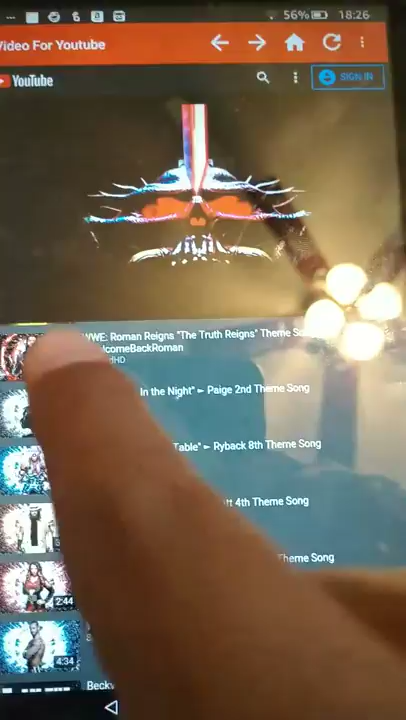 56% 18:26
Video For Youtube
YouTube SIGN IN
WWE: Roman Reigns "The Truth Reigns" Theme
lcomeBackRoman
HD
In the Night" ► Paige 2nd Theme Song
Table" ► Ryback 8th Theme Song
4th Theme Song
Theme Song
2:44
4:34
Beck